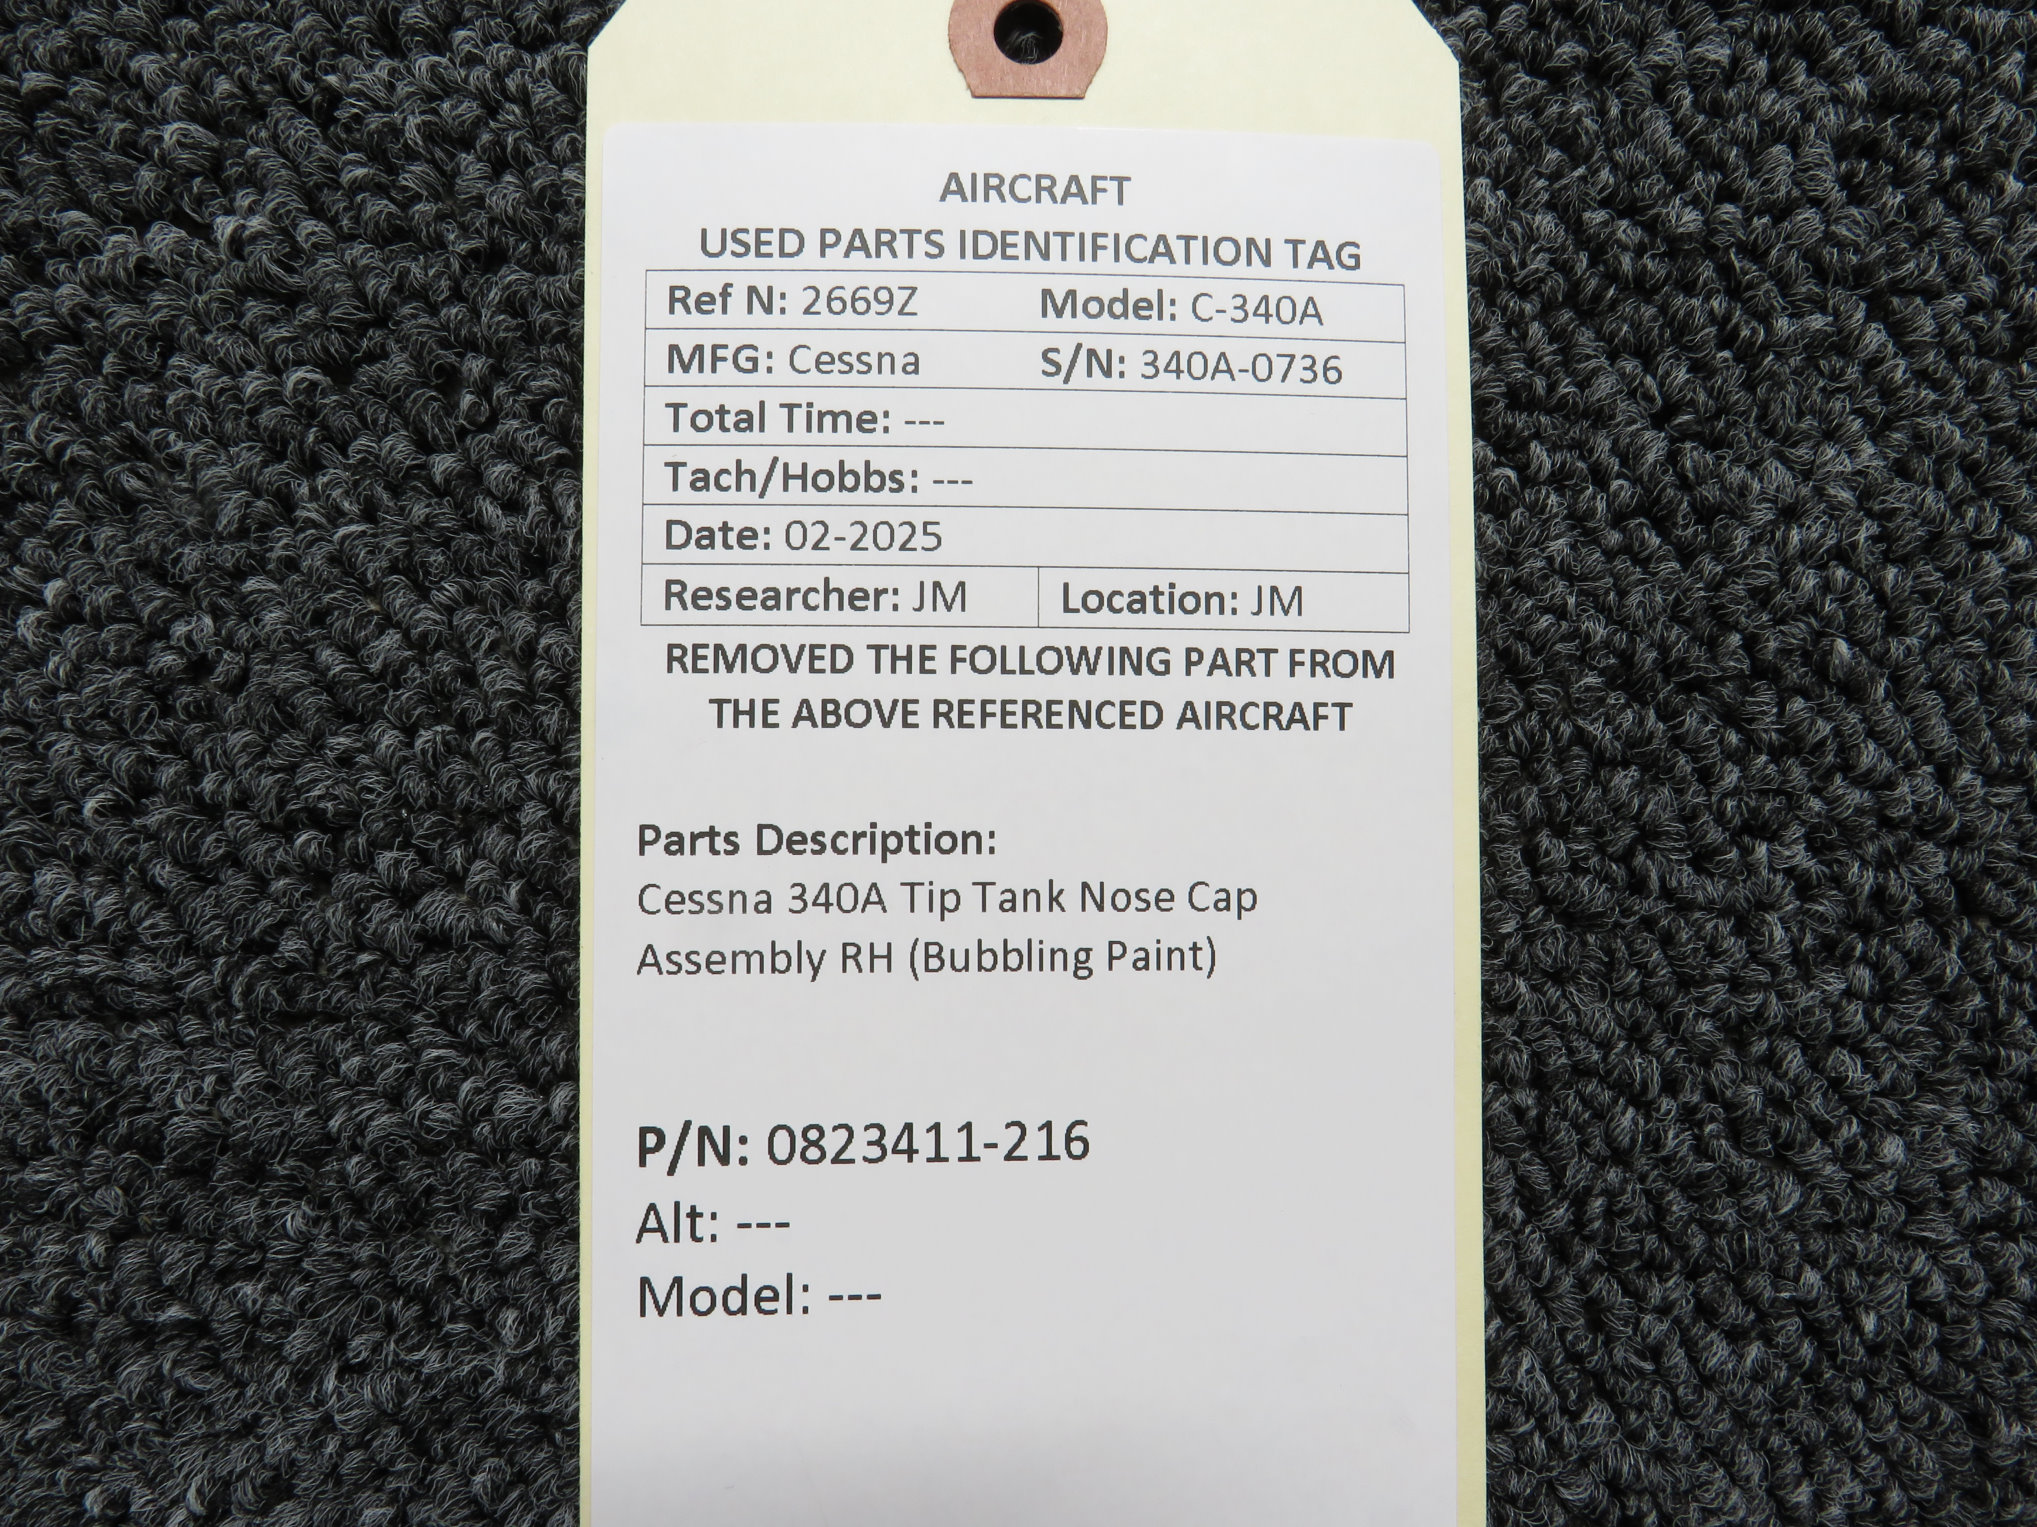 AIRCRAFT
USED PARTS IDENTIFICATION TAG
Ref N: 2669Z Model: C-340A
MFG: Cessna S/N: 340A-0736
Total Time: ---
Tach/Hobbs: ---
Date: 02-2025
Researcher: JM Location: JM
REMOVED THE FOLLOWING PART FROM
THE ABOVE REFERENCED AIRCRAFT
Parts Description:
Cessna 340A Tip Tank Nose Cap
Assembly RH (Bubbling Paint)
P/N: 0823411-216
Alt: ---
Model: ---